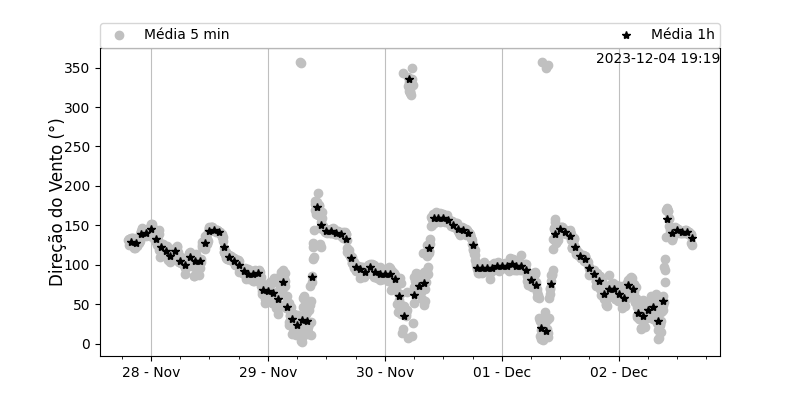 Média 5 min
Média 1h
2023-12-04 19:19
Direção do Vento (°)
350
300
250
200
150
100
50
0
28 - Nov
29 - Nov
30 - Nov
01 - Dec
02 - Dec